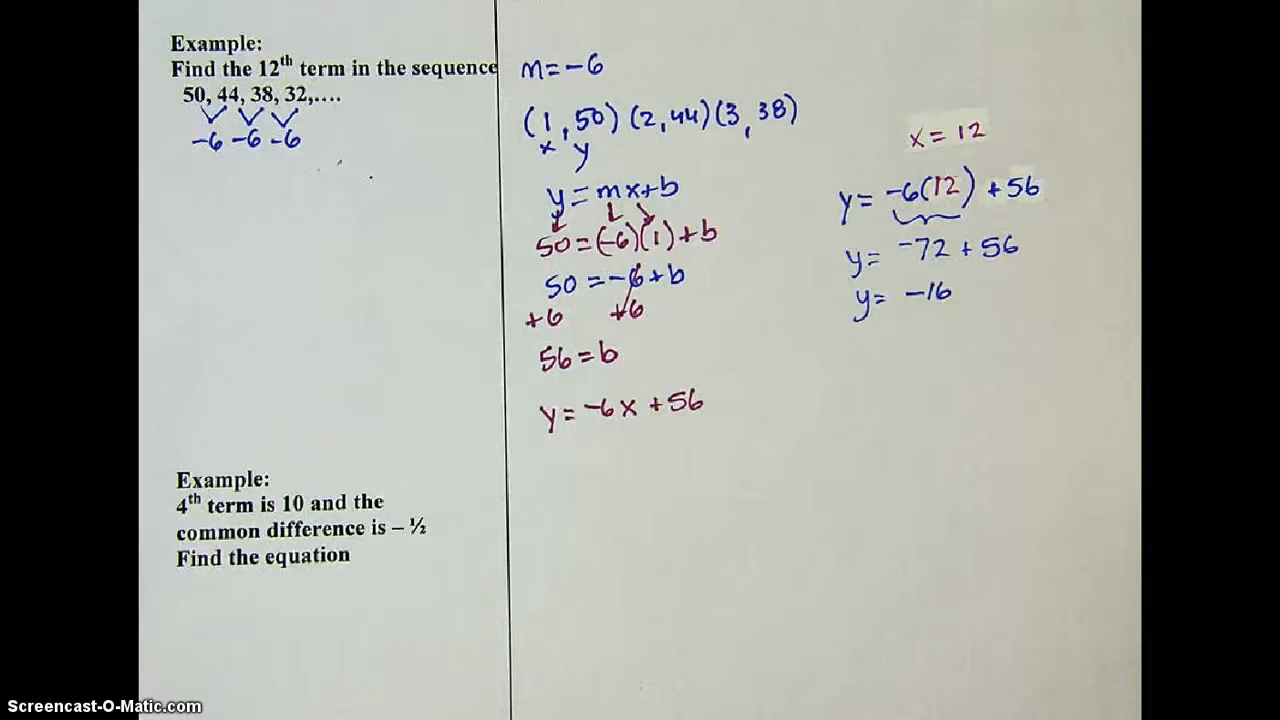 Example:
Find the 12th term in the sequence
50, 44, 38, 32,....
-6 -6 -6
m = -6
(1, 50) (2, 44) (3, 38)
x y
y = mx + b
50 = (-6)(1) + b
50 = -6 + b
+6 +6
56 = b
y = -6x + 56
x = 12
y = -6(12) + 56
y = -72 + 56
y = -16
Example:
4th term is 10 and the
common difference is – ½
Find the equation
Screencast-O-Matic.com